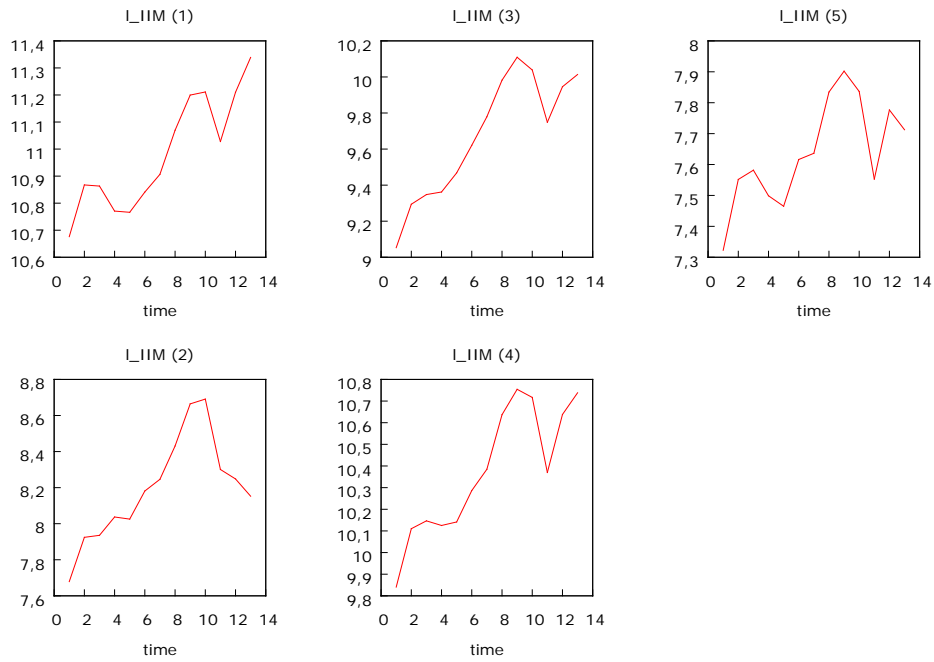 l_IIM (1)
11,4
11,3
11,2
11,1
11
10,9
10,8
10,7
10,6
0 2 4 6 8 10 12 14
time
l_IIM (3)
10,2
10
9,8
9,6
9,4
9,2
9
0 2 4 6 8 10 12 14
time
l_IIM (5)
8
7,9
7,8
7,7
7,6
7,5
7,4
7,3
0 2 4 6 8 10 12 14
time
l_IIM (2)
8,8
8,6
8,4
8,2
8
7,8
7,6
0 2 4 6 8 10 12 14
time
l_IIM (4)
10,8
10,7
10,6
10,5
10,4
10,3
10,2
10,1
10
9,9
9,8
0 2 4 6 8 10 12 14
time